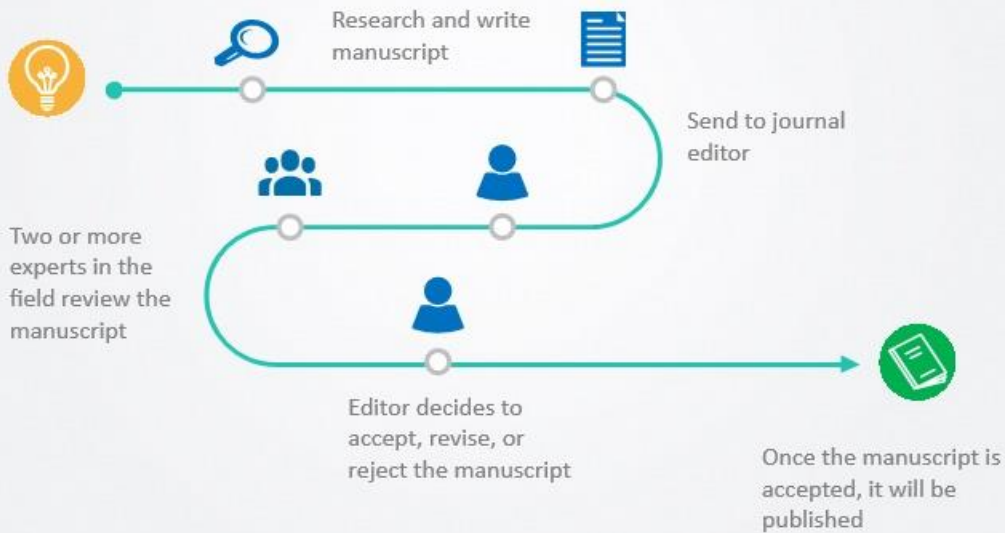 Research and write
manuscript
Send to journal
editor
Two or more
experts in the
field review the
manuscript
Editor decides to
accept, revise, or
reject the manuscript
Once the manuscript is
accepted, it will be
published